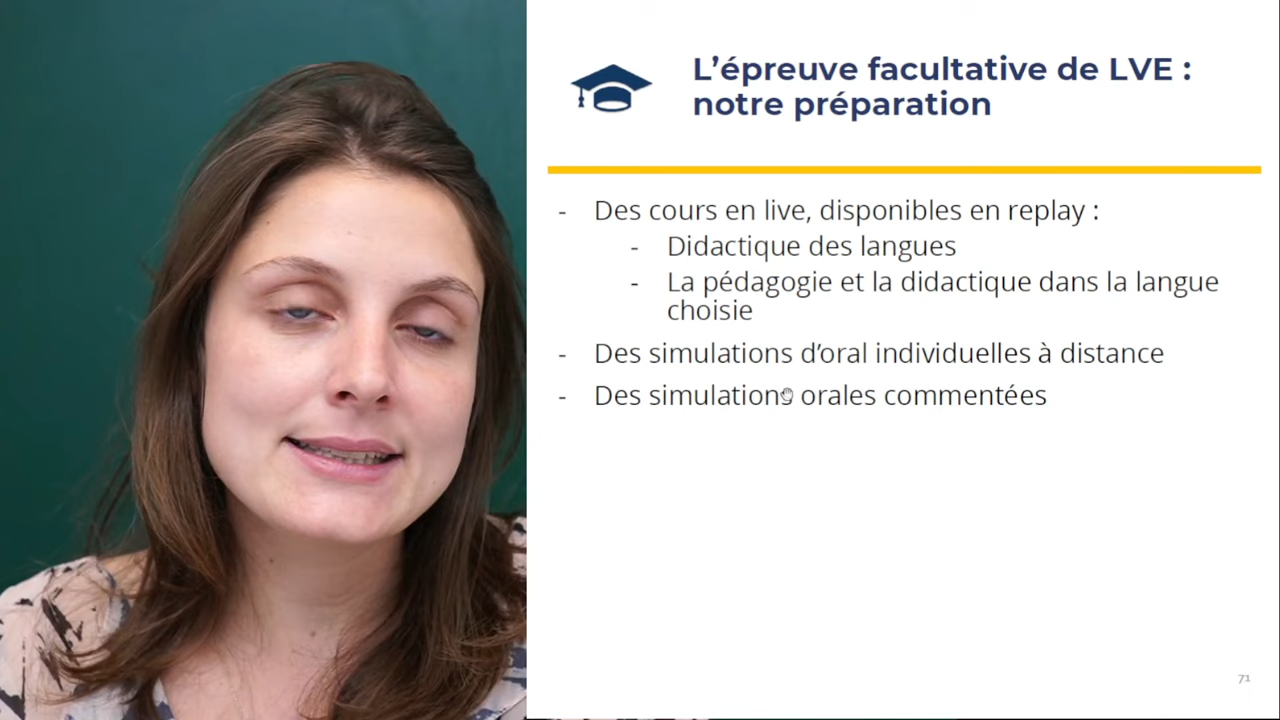 L’épreuve facultative de LVE :
notre préparation
- Des cours en live, disponibles en replay :
- Didactique des langues
- La pédagogie et la didactique dans la langue
choisie
- Des simulations d’oral individuelles à distance
- Des simulations orales commentées
71